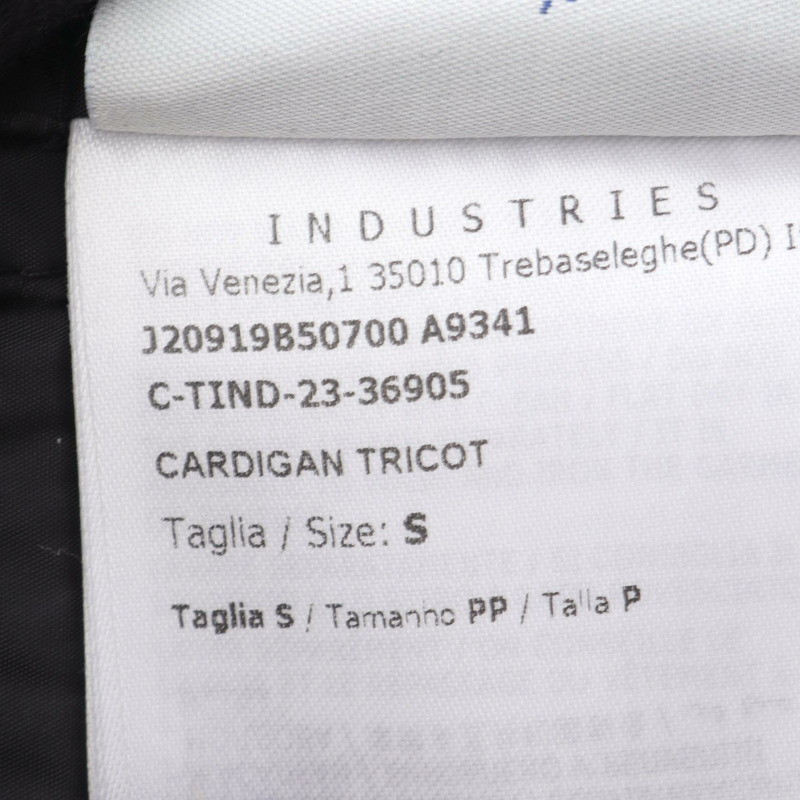 INDUSTRIES
Via Venezia,1 35010 Trebaseleghe(PD)
J20919B50700 A9341
C-TIND-23-36905
CARDIGAN TRICOT
Taglia / Size: S
Taglia S / Tamanho PP / Talla P